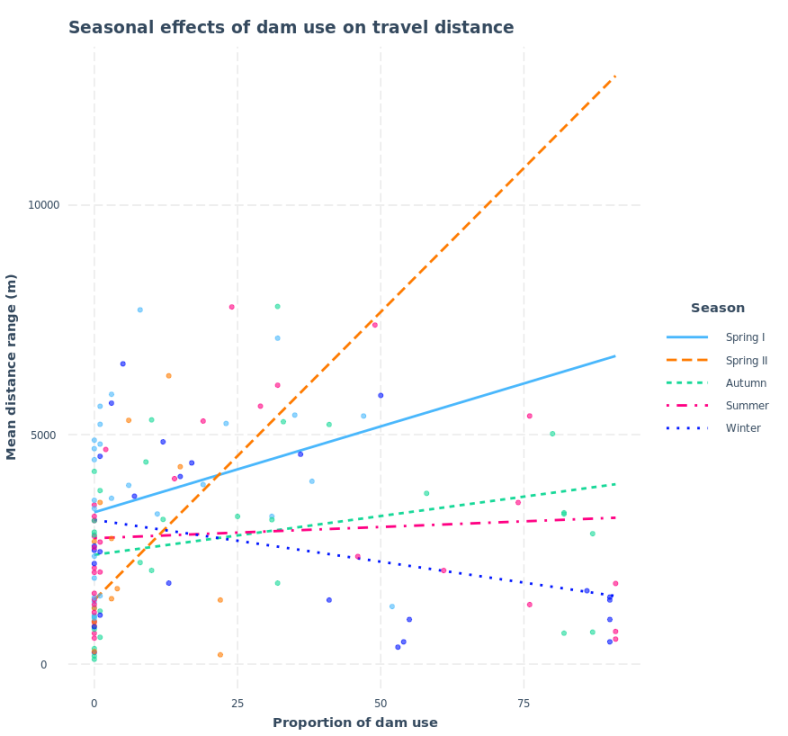 Seasonal effects of dam use on travel distance
Mean distance range (m)
10000
5000
0
0 25 50 75
Proportion of dam use
Season
Spring I
Spring II
Autumn
Summer
Winter